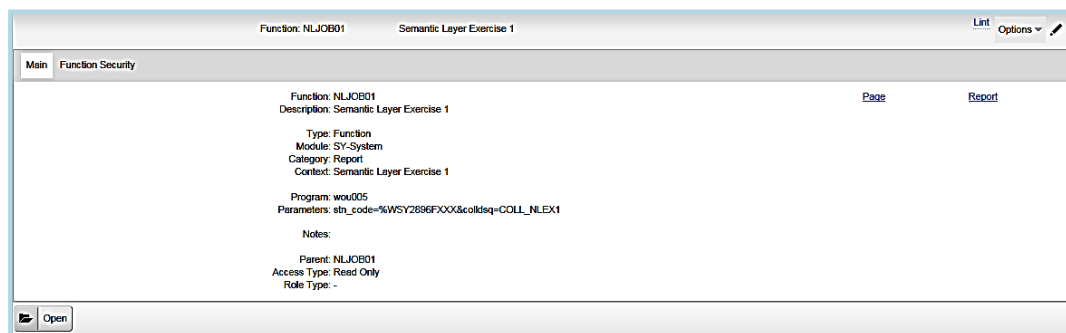 Function: NLJOB01 Semantic Layer Exercise 1 Lint Options
Main Function Security
Function: NLJOB01 Page Report
Description: Semantic Layer Exercise 1
Type: Function
Module: SY-System
Category: Report
Context: Semantic Layer Exercise 1
Program: wou005
Parameters: stn_code=%WSY2896FXXX&colldsq=COLL_NLEX1
Notes:
Parent: NLJOB01
Access Type: Read Only
Role Type: -
Open